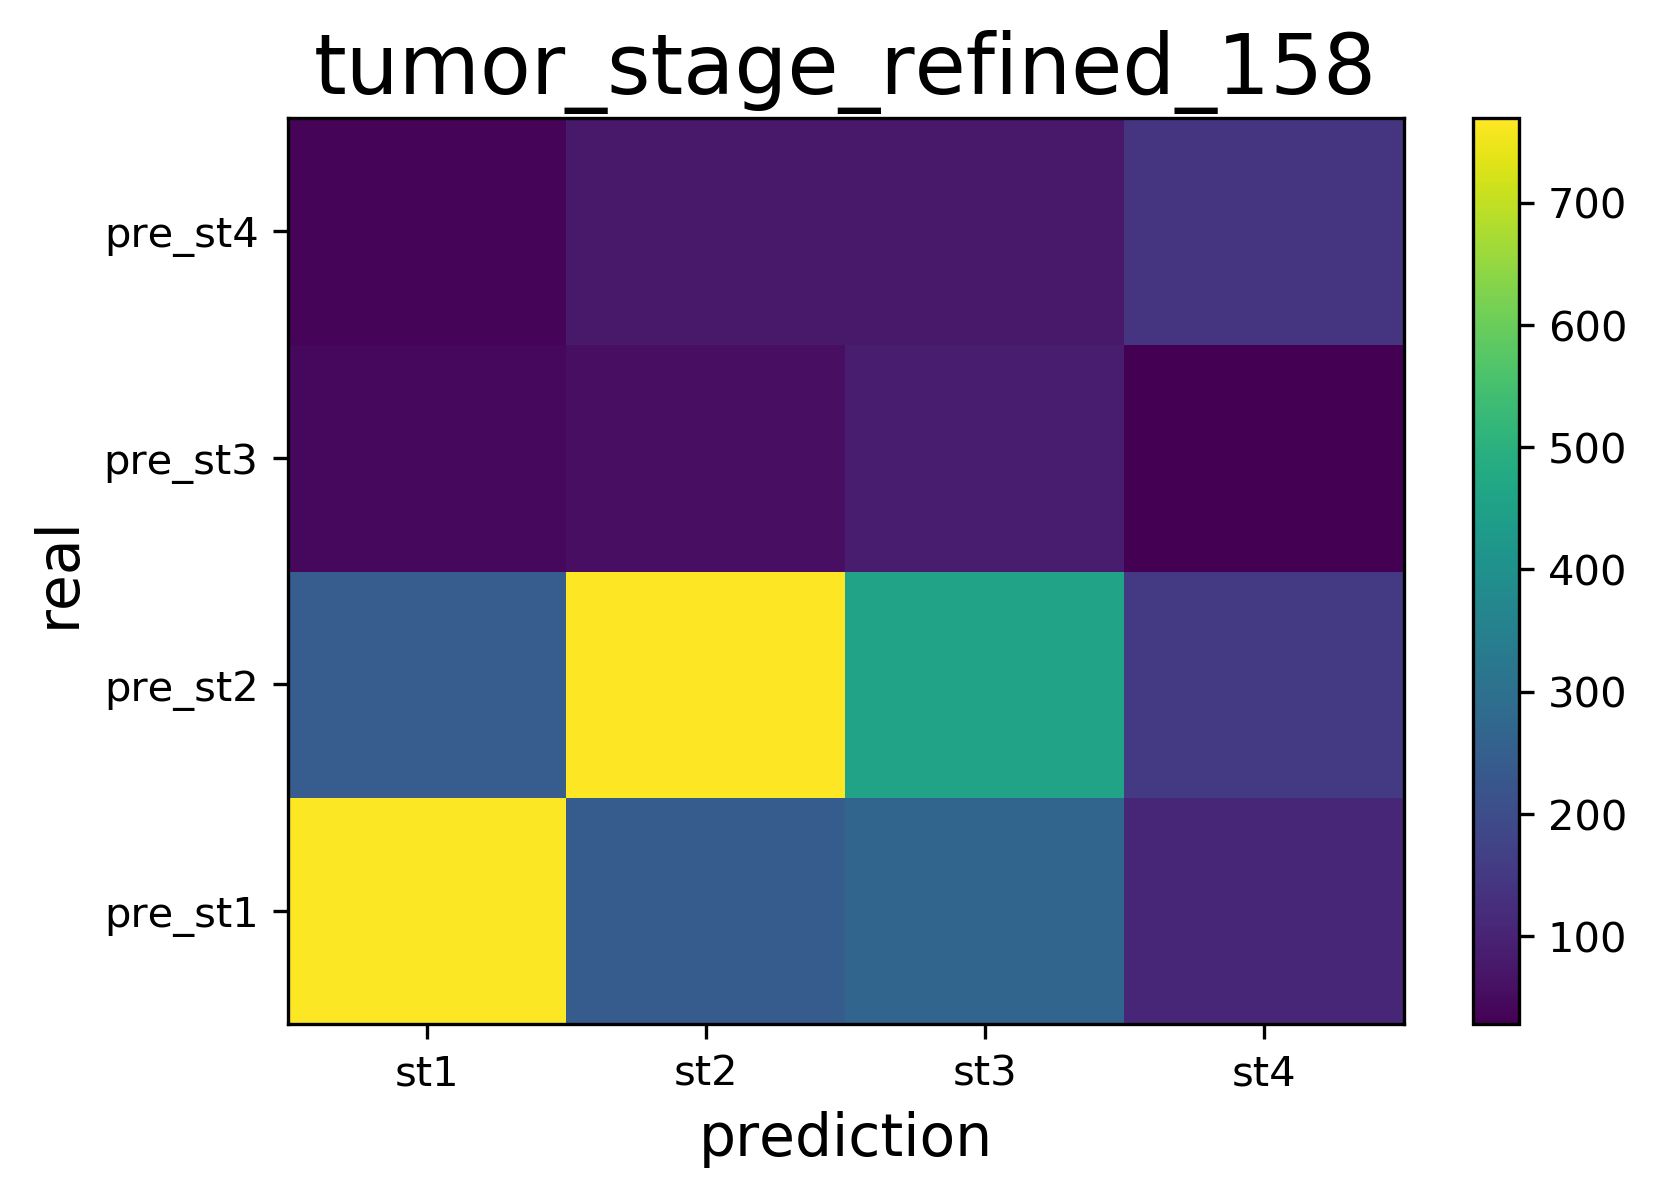 tumor_stage_refined_158
real
pre_st4
pre_st3
pre_st2
pre_st1
st1 st2 st3 st4
prediction
700
600
500
400
300
200
100